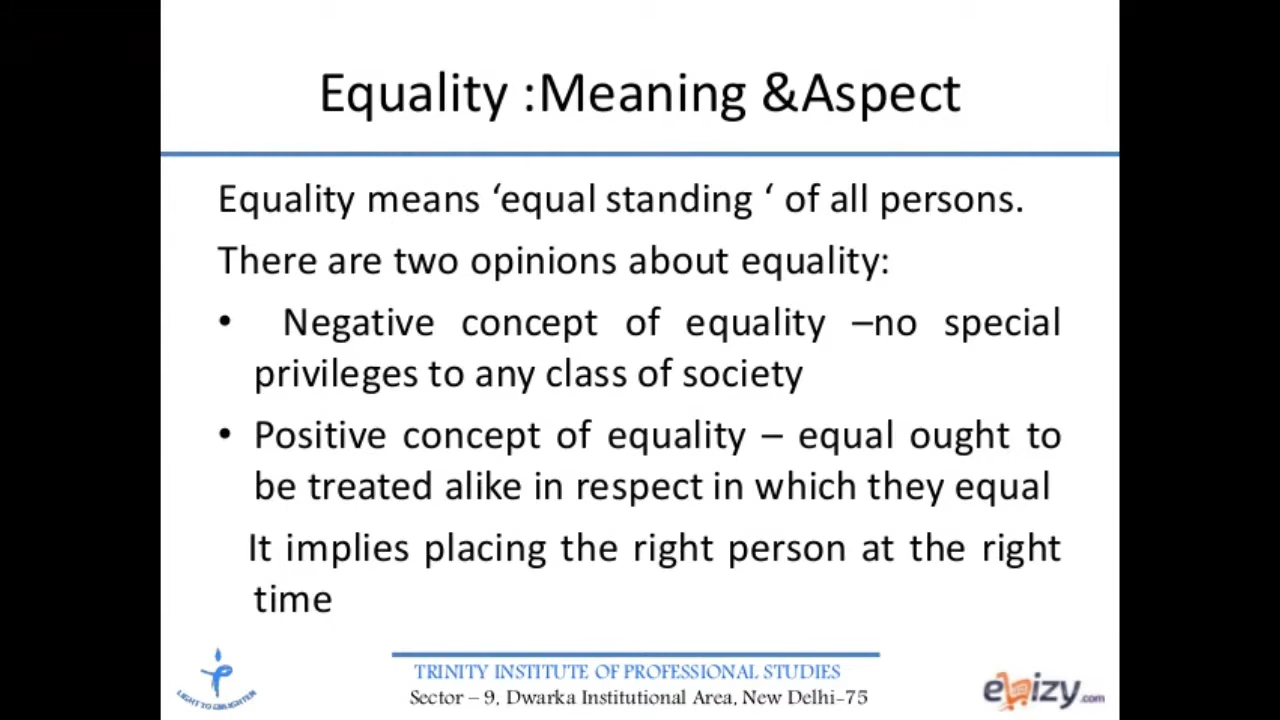 Equality :Meaning &Aspect
Equality means ‘equal standing ‘ of all persons.
There are two opinions about equality:
• Negative concept of equality –no special
privileges to any class of society
• Positive concept of equality – equal ought to
be treated alike in respect in which they equal
It implies placing the right person at the right
time
LIGHT TO ENLIGHTEN
TRINITY INSTITUTE OF PROFESSIONAL STUDIES
Sector – 9, Dwarka Institutional Area, New Delhi-75
ebizy.com